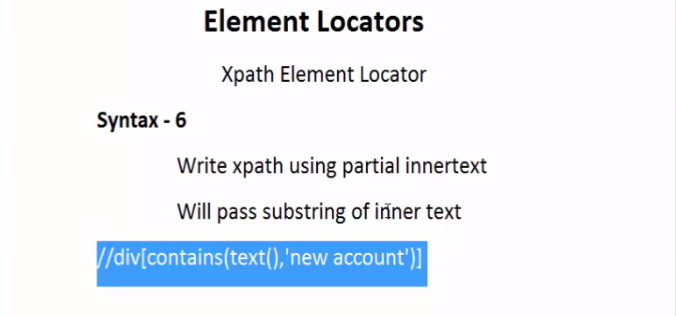 Element Locators
Xpath Element Locator
Syntax - 6
Write xpath using partial innertext
Will pass substring of inner text
//div[contains(text(),'new account')]